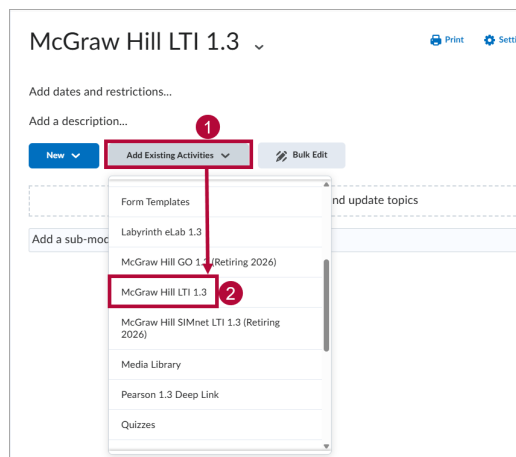 McGraw Hill LTI 1.3
Print
Add dates and restrictions...
Add a description...
1
New
Add Existing Activities
Bulk Edit
nd update topics
Form Templates
Add a sub-mod
Labyrinth eLab 1.3
McGraw Hill GO 1. (Retiring 2026)
McGraw Hill LTI 1.3
2
McGraw Hill SIMnet LTI 1.3 (Retiring
2026)
Media Library
Pearson 1.3 Deep Link
Quizzes